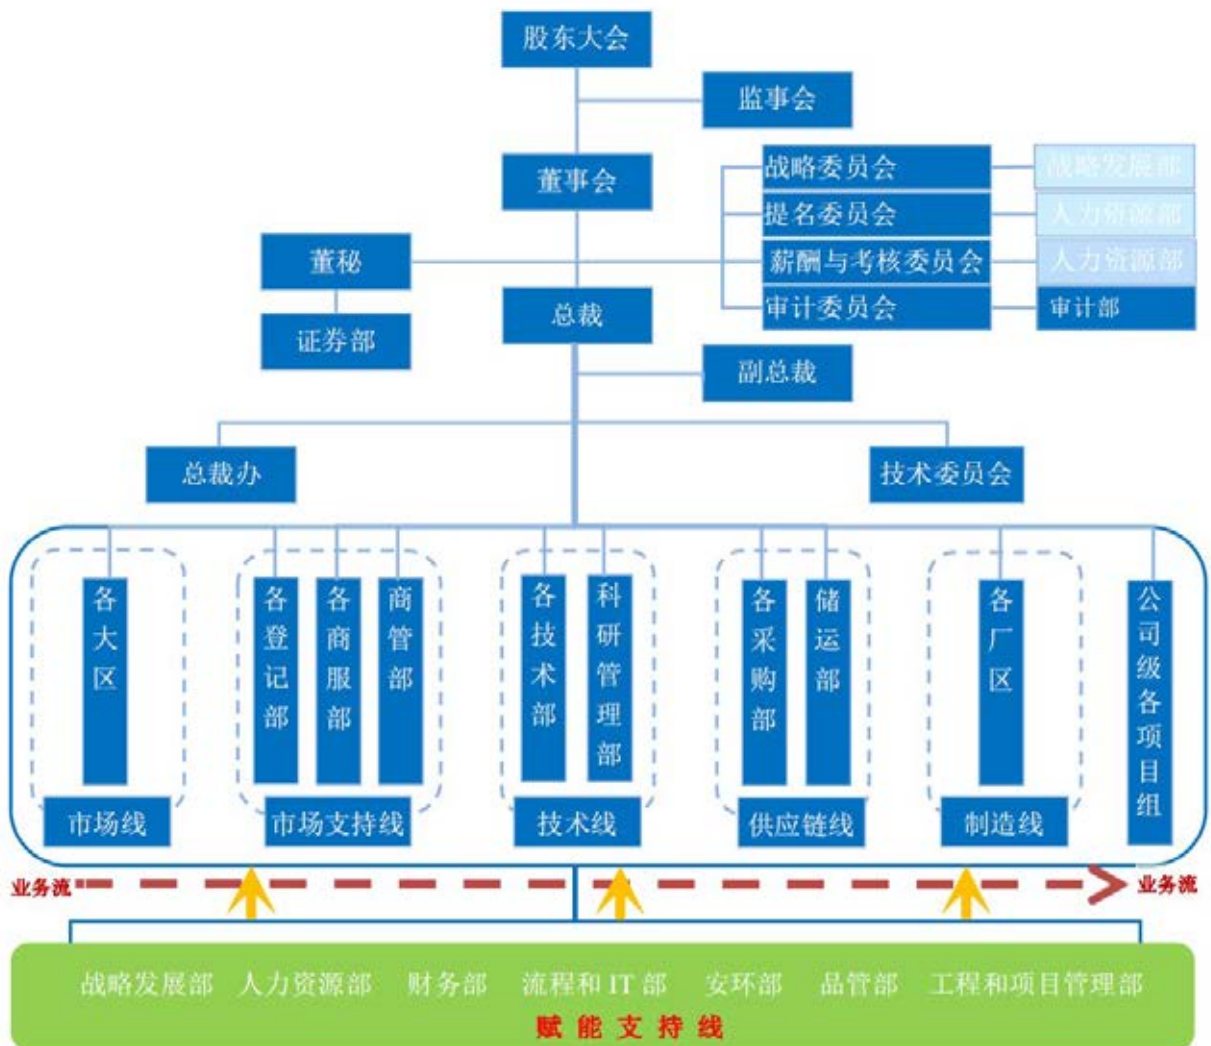 股东大会
监事会
董事会
战略委员会
战略发展部
提名委员会
人力资源部
董秘
薪酬与考核委员会
人力资源部
总裁
审计委员会
审计部
证券部
副总裁
总裁办
技术委员会
各大区
各登记部
各商服部
商管部
各技术部
科研管理部
各采购部
储运部
各厂区
公司级各项目组
市场线
市场支持线
技术线
供应链线
制造线
业务流
业务流
战略发展部 人力资源部 财务部 流程和 IT 部 安环部 品管部 工程和项目管理部
赋能支持线